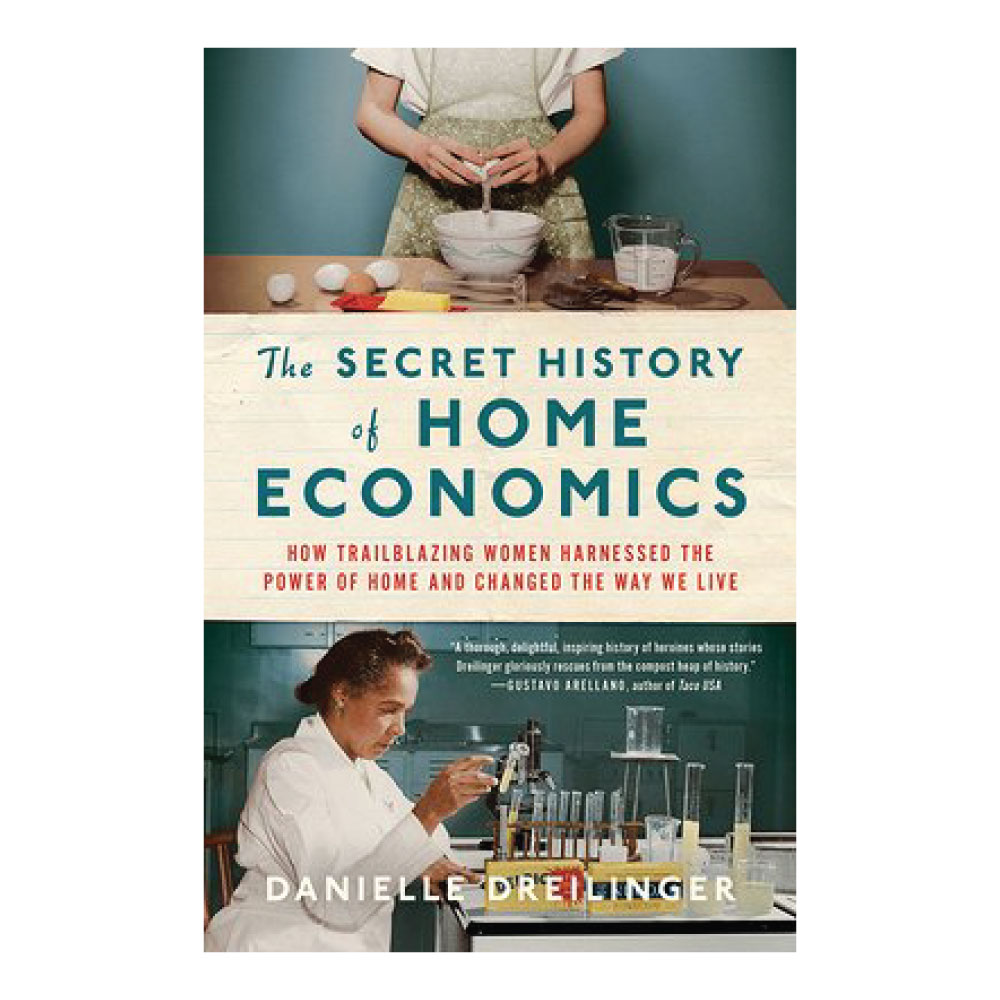 The SECRET HISTORY
of HOME
ECONOMICS
HOW TRAILBLAZING WOMEN HARNESSED THE
POWER OF HOME AND CHANGED THE WAY WE LIVE
"A thorough, delightful, inspiring history of heroines whose stories
Dreilinger gloriously rescues from the compost heap of history."
—GUSTAVO ARELLANO, author of Taco USA
DANIELLE DREILINGER